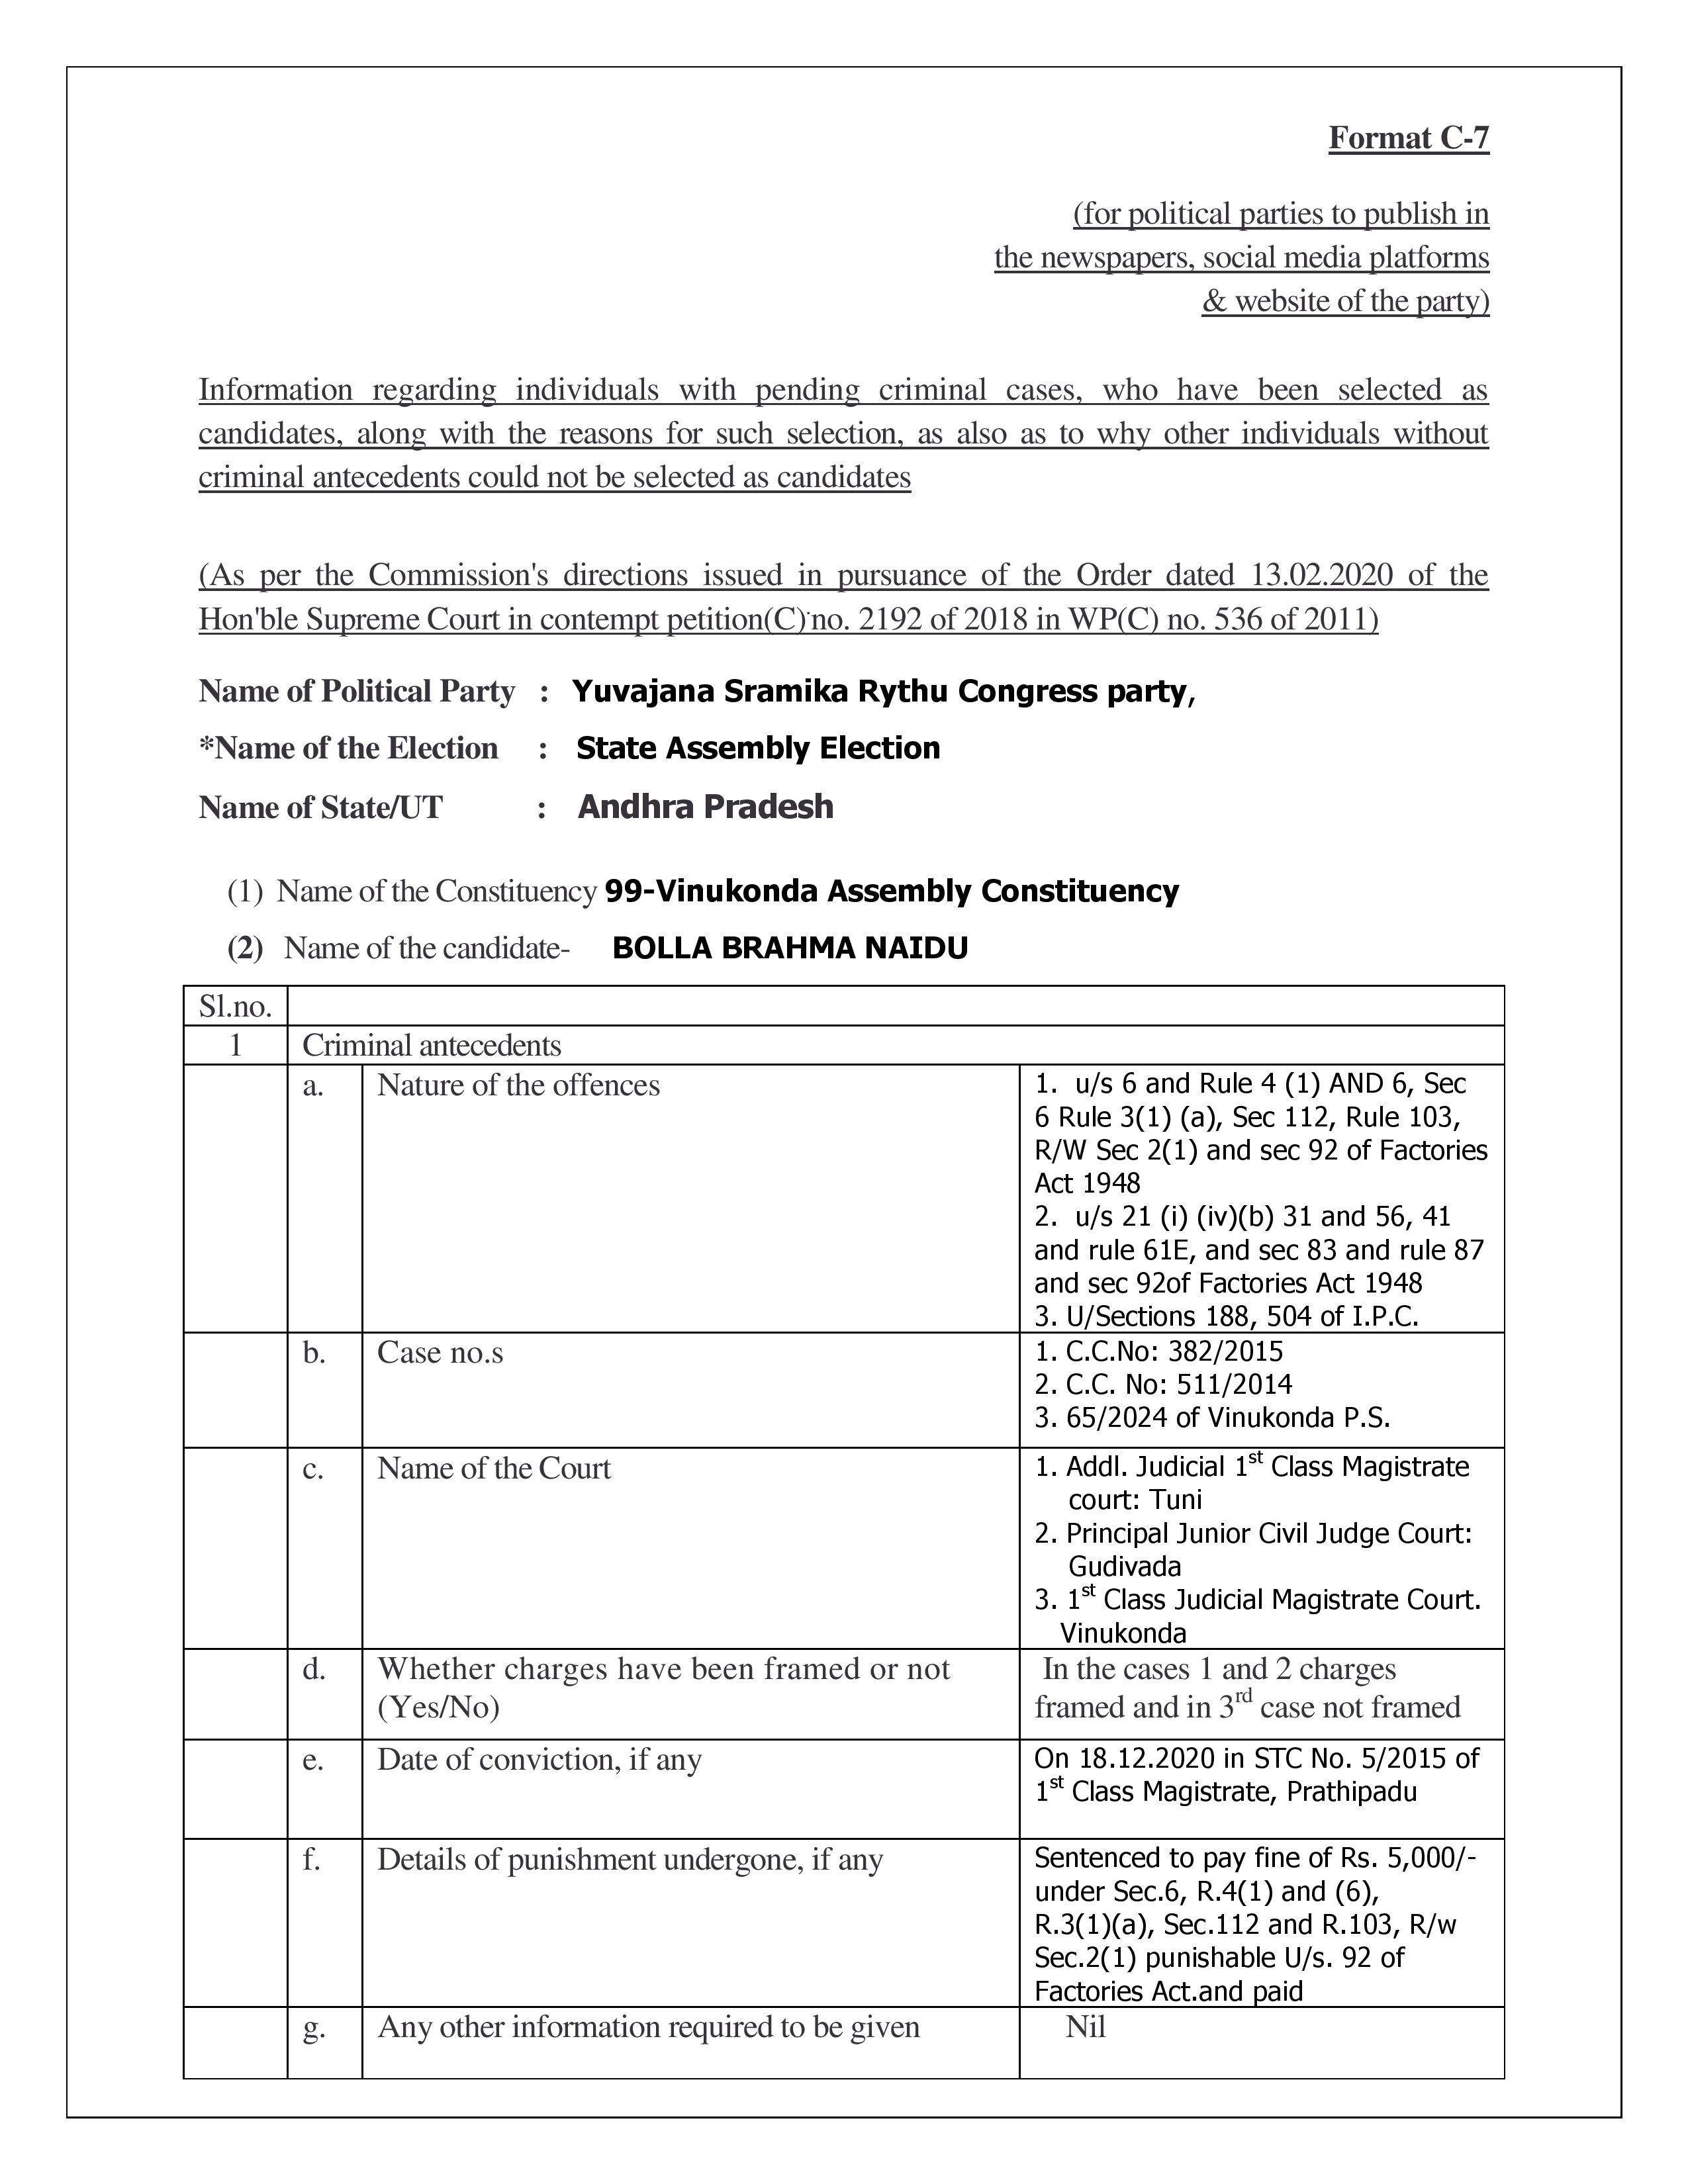 Format C-7
(for political parties to publish in
the newspapers, social media platforms
& website of the party)
Information regarding individuals with pending criminal cases, who have been selected as
candidates, along with the reasons for such selection, as also as to why other individuals without
criminal antecedents could not be selected as candidates
(As per the Commission's directions issued in pursuance of the Order dated 13.02.2020 of the
Hon'ble Supreme Court in contempt petition(C) no. 2192 of 2018 in WP(C) no. 536 of 2011)
Name of Political Party : Yuvajana Sramika Rythu Congress party,
*Name of the Election : State Assembly Election
Name of State/UT : Andhra Pradesh
(1) Name of the Constituency 99-Vinukonda Assembly Constituency
(2) Name of the candidate- BOLLA BRAHMA NAIDU
Sl.no.
1 Criminal antecedents
a. Nature of the offences
1. u/s 6 and Rule 4 (1) AND 6, Sec
6 Rule 3(1) (a), Sec 112, Rule 103,
R/W Sec 2(1) and sec 92 of Factories
Act 1948
2. u/s 21 (i) (iv)(b) 31 and 56, 41
and rule 61E, and sec 83 and rule 87
and sec 92of Factories Act 1948
3. U/Sections 188, 504 of I.P.C.
b. Case no.s
1. C.C.No: 382/2015
2. C.C. No: 511/2014
3. 65/2024 of Vinukonda P.S.
c. Name of the Court
1. Addl. Judicial 1st Class Magistrate
court: Tuni
2. Principal Junior Civil Judge Court:
Gudivada
3. 1st Class Judicial Magistrate Court.
Vinukonda
d. Whether charges have been framed or not
(Yes/No)
In the cases 1 and 2 charges
framed and in 3rd case not framed
e. Date of conviction, if any
On 18.12.2020 in STC No. 5/2015 of
1st Class Magistrate, Prathipadu
f. Details of punishment undergone, if any
Sentenced to pay fine of Rs. 5,000/-
under Sec.6, R.4(1) and (6),
R.3(1)(a), Sec.112 and R.103, R/w
Sec.2(1) punishable U/s. 92 of
Factories Act.and paid
g. Any other information required to be given
Nil